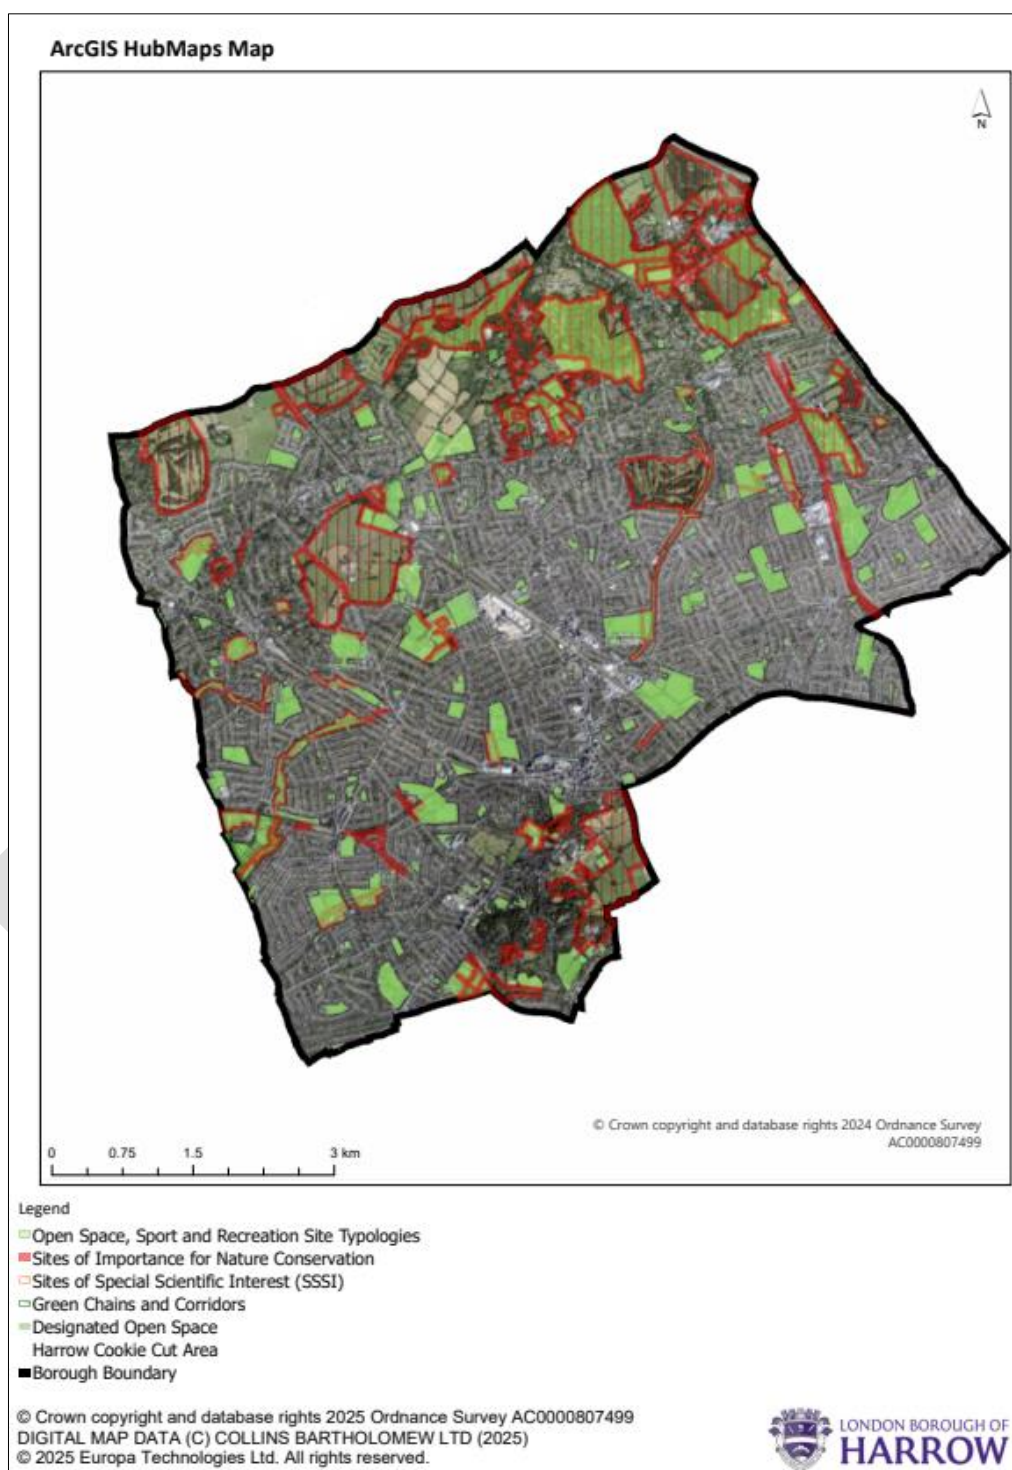 ArcGIS HubMaps Map
N
© Crown copyright and database rights 2024 Ordnance Survey
AC0000807499
0 0.75 1.5 3 km
Legend
Open Space, Sport and Recreation Site Typologies
Sites of Importance for Nature Conservation
Sites of Special Scientific Interest (SSSI)
Green Chains and Corridors
Designated Open Space
Harrow Cookie Cut Area
Borough Boundary
© Crown copyright and database rights 2025 Ordnance Survey AC0000807499
DIGITAL MAP DATA (C) COLLINS BARTHOLOMEW LTD (2025)
© 2025 Europa Technologies Ltd. All rights reserved.
LONDON BOROUGH OF
HARROW